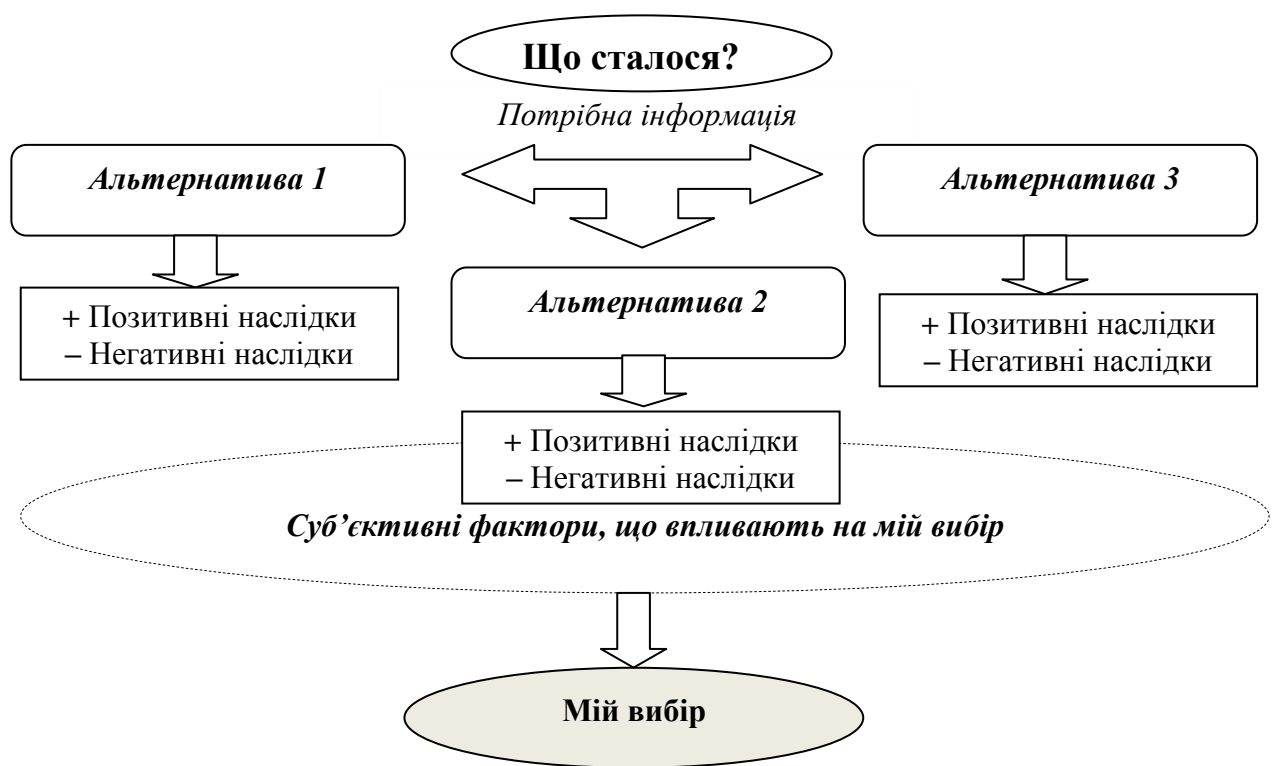 Що сталося?
Потрібна інформація
Альтернатива 1
Альтернатива 3
+ Позитивні наслідки
– Негативні наслідки
Альтернатива 2
+ Позитивні наслідки
– Негативні наслідки
+ Позитивні наслідки
– Негативні наслідки
Суб’єктивні фактори, що впливають на мій вибір
Мій вибір